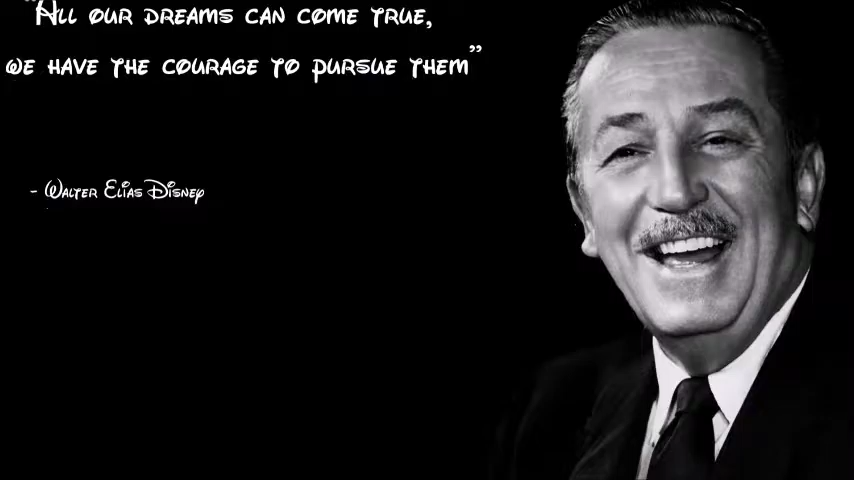 “All our dreams can come true,
we have the courage to pursue them”
- Walter Elias Disney